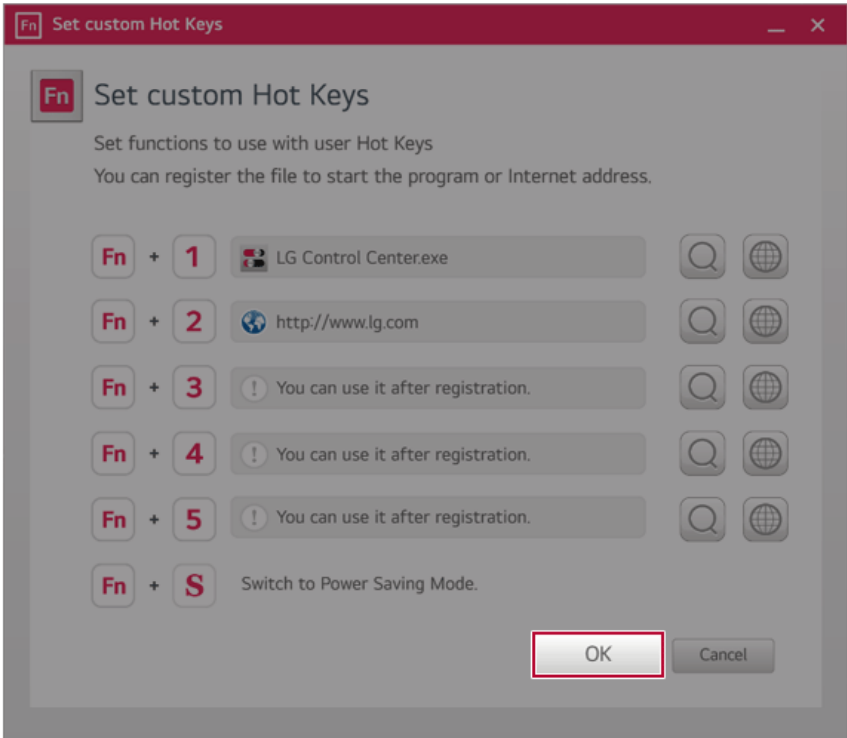 Fn Set custom Hot Keys
Fn Set custom Hot Keys
Set functions to use with user Hot Keys
You can register the file to start the program or Internet address.
Fn + 1 LG Control Center.exe
Fn + 2 http://www.lg.com
Fn + 3 ! You can use it after registration.
Fn + 4 ! You can use it after registration.
Fn + 5 ! You can use it after registration.
Fn + S Switch to Power Saving Mode.
OK Cancel